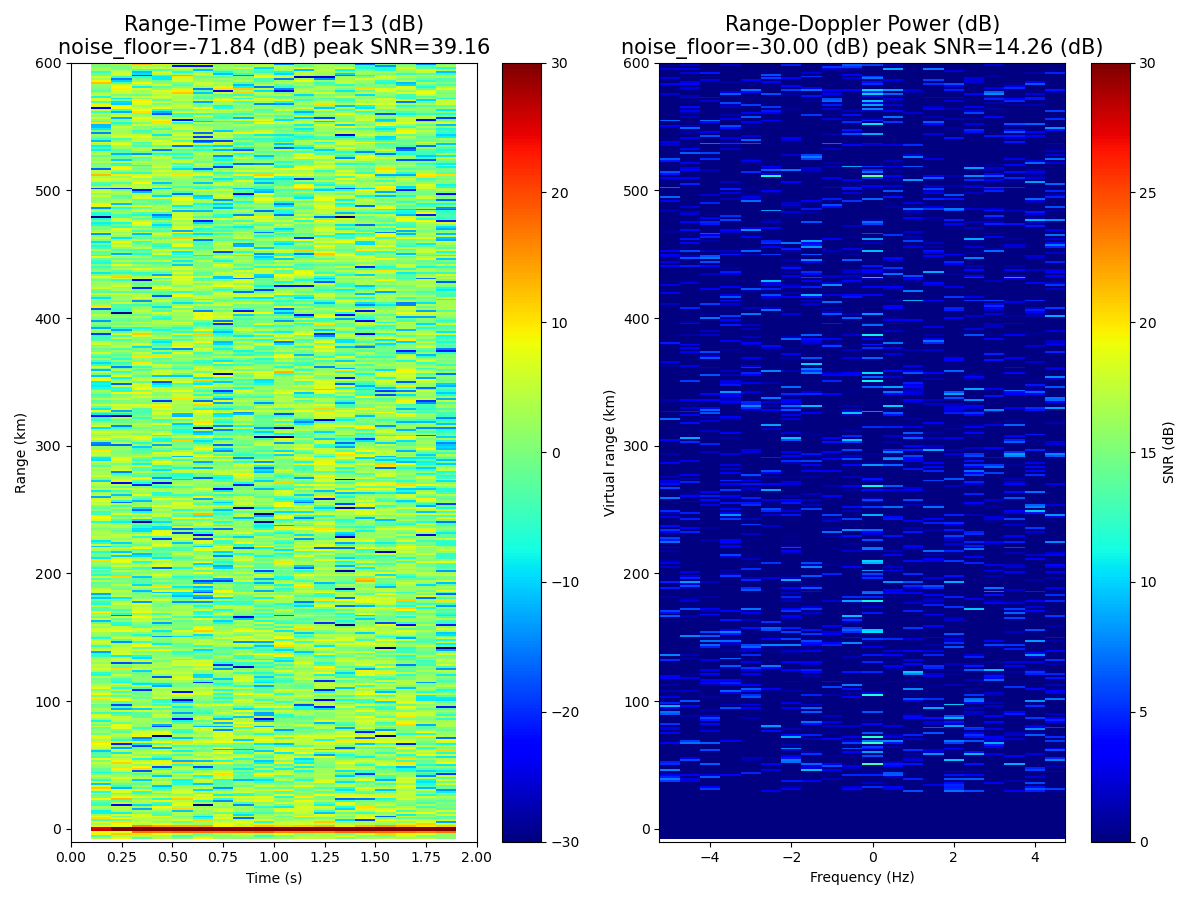 Range-Time Power f=13 (dB)
noise_floor=-71.84 (dB) peak SNR=39.16
600
500
400
300
200
100
0
Range (km)
0.00 0.25 0.50 0.75 1.00 1.25 1.50 1.75 2.00
Time (s)
30
20
10
0
−10
−20
−30
Range-Doppler Power (dB)
noise_floor=-30.00 (dB) peak SNR=14.26 (dB)
600
500
400
300
200
100
0
Virtual range (km)
−4 −2 0 2 4
Frequency (Hz)
30
25
20
15
10
5
0
SNR (dB)